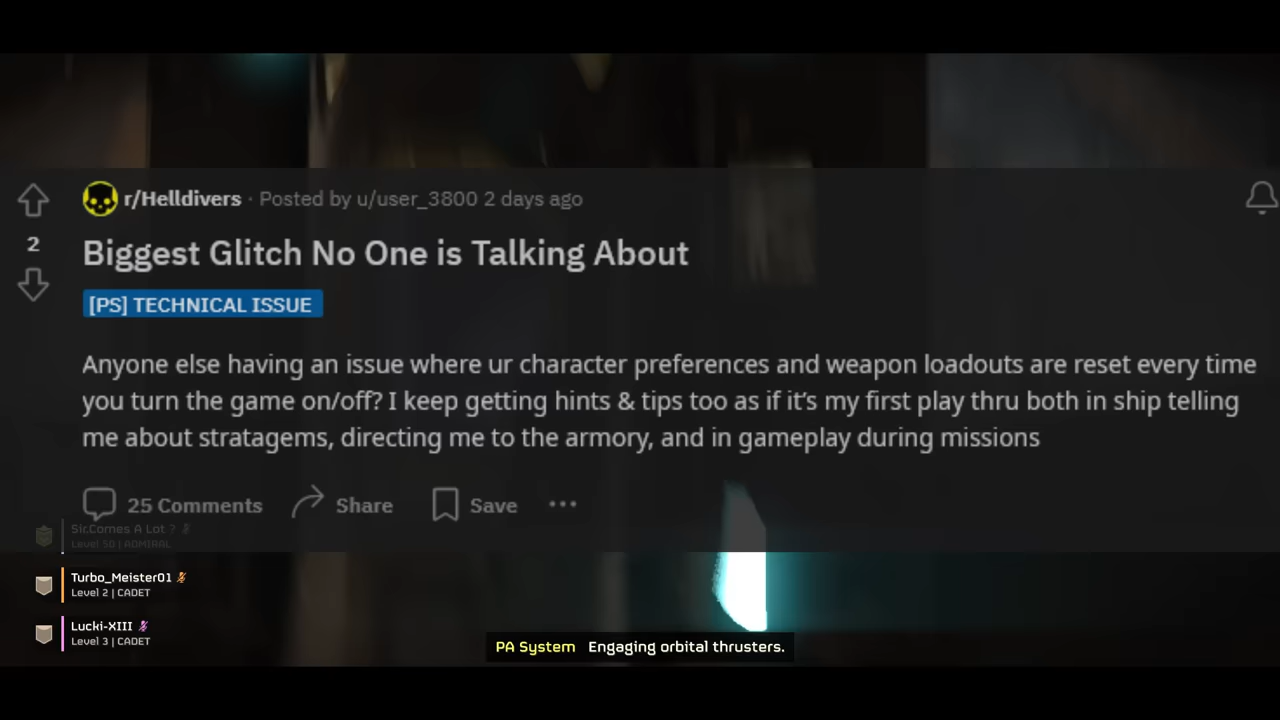 r/Helldivers · Posted by u/user_3800 2 days ago
2
Biggest Glitch No One is Talking About
[PS] TECHNICAL ISSUE
Anyone else having an issue where ur character preferences and weapon loadouts are reset every time
you turn the game on/off? I keep getting hints & tips too as if it’s my first play thru both in ship telling
me about stratagems, directing me to the armory, and in gameplay during missions
25 Comments Share Save
Sir.Comes A Lot ?
Level 50 | ADMIRAL
Turbo_Meister01
Level 2 | CADET
Lucki-XIII
Level 3 | CADET
PA System Engaging orbital thrusters.